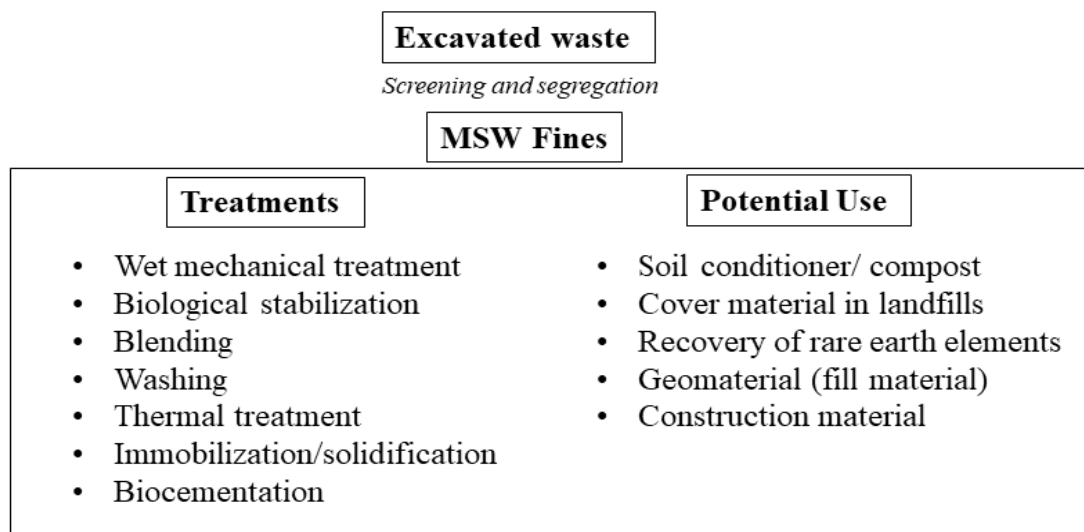 Excavated waste
Screening and segregation
MSW Fines
Treatments
• Wet mechanical treatment
• Biological stabilization
• Blending
• Washing
• Thermal treatment
• Immobilization/solidification
• Biocementation
Potential Use
• Soil conditioner/ compost
• Cover material in landfills
• Recovery of rare earth elements
• Geomaterial (fill material)
• Construction material